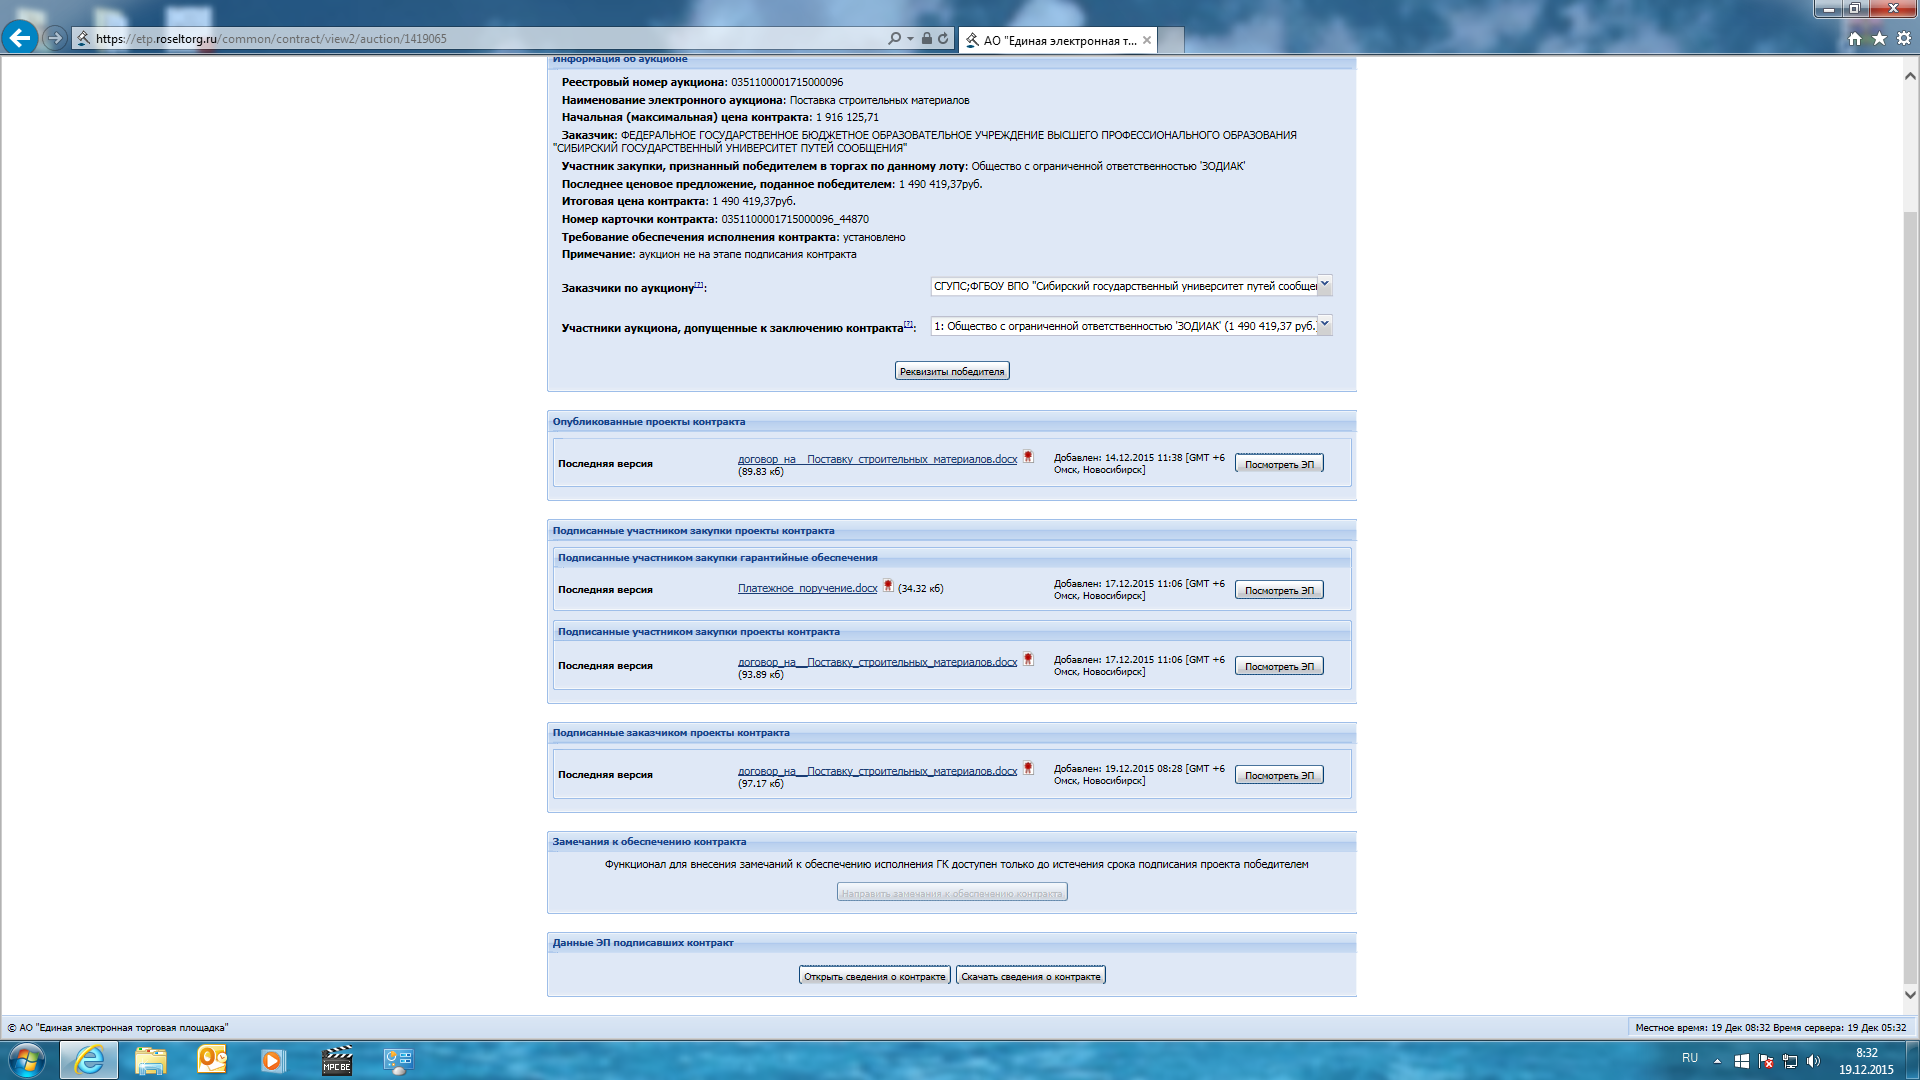 https://etp.roseltorg.ru/common/contract/view2/auction/1419065
АО "Единая электронная т...
Информация об аукционе
Реестровый номер аукциона: 0351100001715000096
Наименование электронного аукциона: Поставка строительных материалов
Начальная (максимальная) цена контракта: 1 916 125,71
Заказчик: ФЕДЕРАЛЬНОЕ ГОСУДАРСТВЕННОЕ БЮДЖЕТНОЕ ОБРАЗОВАТЕЛЬНОЕ УЧРЕЖДЕНИЕ ВЫСШЕГО ПРОФЕССИОНАЛЬНОГО ОБРАЗОВАНИЯ
"СИБИРСКИЙ ГОСУДАРСТВЕННЫЙ УНИВЕРСИТЕТ ПУТЕЙ СООБЩЕНИЯ"
Участник закупки, признанный победителем в торгах по данному лоту: Общество с ограниченной ответственностью 'ЗОДИАК'
Последнее ценовое предложение, поданное победителем: 1 490 419,37руб.
Итоговая цена контракта: 1 490 419,37руб.
Номер карточки контракта: 0351100001715000096_44870
Требование обеспечения исполнения контракта: установлено
Примечание: аукцион не на этапе подписания контракта
Заказчики по аукциону[?]: СГУПС;ФГБОУ ВПО "Сибирский государственный университет путей сообщен
Участники аукциона, допущенные к заключению контракта[?]: 1: Общество с ограниченной ответственностью 'ЗОДИАК' (1 490 419,37 руб.
Реквизиты победителя
Опубликованные проекты контракта
Последняя версия
договор_на__Поставку_строительных_материалов.docx
(89.83 кб)
Добавлен: 14.12.2015 11:38 [GMT +6
Омск, Новосибирск]
Посмотреть ЭП
Подписанные участником закупки проекты контракта
Подписанные участником закупки гарантийные обеспечения
Последняя версия
Платежное_поручение.docx (34.32 кб)
Добавлен: 17.12.2015 11:06 [GMT +6
Омск, Новосибирск]
Посмотреть ЭП
Подписанные участником закупки проекты контракта
Последняя версия
договор_на__Поставку_строительных_материалов.docx
(93.89 кб)
Добавлен: 17.12.2015 11:06 [GMT +6
Омск, Новосибирск]
Посмотреть ЭП
Подписанные заказчиком проекты контракта
Последняя версия
договор_на__Поставку_строительных_материалов.docx
(97.17 кб)
Добавлен: 19.12.2015 08:28 [GMT +6
Омск, Новосибирск]
Посмотреть ЭП
Замечания к обеспечению контракта
Функционал для внесения замечаний к обеспечению исполнения ГК доступен только до истечения срока подписания проекта победителем
Направить замечания к обеспечению контракта
Данные ЭП подписавших контракт
Открыть сведения о контракте
Скачать сведения о контракте
© АО "Единая электронная торговая площадка"
Местное время: 19 Дек 08:32 Время сервера: 19 Дек 05:32
MPC BE
RU
8:32
19.12.2015